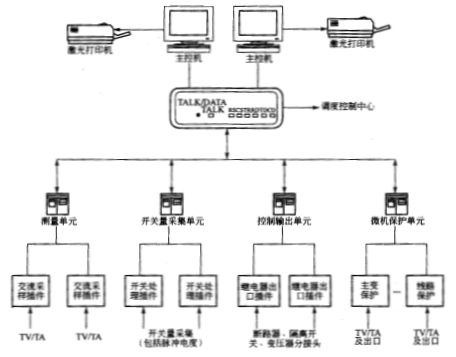 激光打印机
主控机
主控机
激光打印机
TALK/DATA
TALK
RSCSTRRDTDCD
调度控制中心
测量单元
开关量采集单元
控制输出单元
微机保护单元
交流采
样插件
交流采
样插件
开关处
理插件
开关处
理插件
继电器出
口插件
继电器出
口插件
主变
保护
线路
保护
TV/TA
TV/TA
开关量采集
(包括脉冲电度)
断路器、隔离开
关、变压器分接头
TV/TA
及出口
TV/TA
及出口